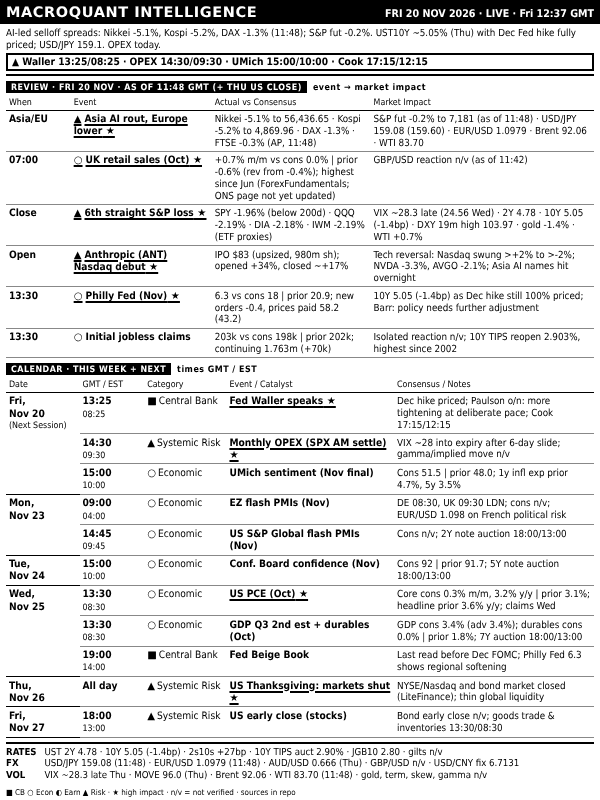 MACROQUANT INTELLIGENCE FRI 20 NOV 2026 · LIVE · Fri 12:37 GMT
AI-led selloff spreads: Nikkei -5.1%, Kospi -5.2%, DAX -1.3% (11:48); S&P fut -0.2%. UST10Y ~5.05% (Thu) with Dec Fed hike fully
priced; USD/JPY 159.1. OPEX today.
▲ Waller 13:25/08:25 · OPEX 14:30/09:30 · UMich 15:00/10:00 · Cook 17:15/12:15
REVIEW · FRI 20 NOV · AS OF 11:48 GMT (+ THU US CLOSE) event → market impact
When Event Actual vs Consensus Market Impact
Asia/EU ▲ Asia AI rout, Europe Nikkei -5.1% to 56,436.65 · Kospi S&P fut -0.2% to 7,181 (as of 11:48) · USD/JPY
lower ★ -5.2% to 4,869.96 · DAX -1.3% · 159.08 (159.60) · EUR/USD 1.0979 · Brent 92.06
FTSE -0.3% (AP, 11:48) · WTI 83.70
07:00 ○ UK retail sales (Oct) ★ +0.7% m/m vs cons 0.0% | prior GBP/USD reaction n/v (as of 11:42)
-0.6% (rev from -0.4%); highest
since Jun (ForexFundamentals;
ONS page not yet updated)
Close ▲ 6th straight S&P loss ★ SPY -1.96% (below 200d) · QQQ VIX ~28.3 late (24.56 Wed) · 2Y 4.78 · 10Y 5.05
-2.19% · DIA -2.18% · IWM -2.19% (-1.4bp) · DXY 19m high 103.97 · gold -1.4% ·
(ETF proxies) WTI +0.7%
Open ▲ Anthropic (ANT) IPO $83 (upsized, 980m sh); Tech reversal: Nasdaq swung >+2% to >-2%;
Nasdaq debut ★ opened +34%, closed ~+17% NVDA -3.3%, AVGO -2.1%; Asia AI names hit
overnight
13:30 ○ Philly Fed (Nov) ★ 6.3 vs cons 18 | prior 20.9; new 10Y 5.05 (-1.4bp) as Dec hike still 100% priced;
orders -0.4, prices paid 58.2 Barr: policy needs further adjustment
(43.2)
13:30 ○ Initial jobless claims 203k vs cons 198k | prior 202k; Isolated reaction n/v; 10Y TIPS reopen 2.903%,
continuing 1.763m (+70k) highest since 2002
CALENDAR · THIS WEEK + NEXT times GMT / EST
Date GMT / EST Category Event / Catalyst Consensus / Notes
Fri, 13:25 ■ Central Bank Fed Waller speaks ★ Dec hike priced; Paulson o/n: more
Nov 20 08:25 tightening at deliberate pace; Cook
(Next Session) 17:15/12:15
14:30 ▲ Systemic Risk Monthly OPEX (SPX AM settle) VIX ~28 into expiry after 6-day slide;
09:30 ★ gamma/implied move n/v
15:00 ○ Economic UMich sentiment (Nov final) Cons 51.5 | prior 48.0; 1y infl exp prior
10:00 4.7%, 5y 3.5%
Mon, 09:00 ○ Economic EZ flash PMIs (Nov) DE 08:30, UK 09:30 LDN; cons n/v;
Nov 23 04:00 EUR/USD 1.098 on French political risk
14:45 ○ Economic US S&P Global flash PMIs Cons n/v; 2Y note auction 18:00/13:00
09:45 (Nov)
Tue, 15:00 ○ Economic Conf. Board confidence (Nov) Cons 92 | prior 91.7; 5Y note auction
Nov 24 10:00 18:00/13:00
Wed, 13:30 ○ Economic US PCE (Oct) ★ Core cons 0.3% m/m, 3.2% y/y | prior 3.1%;
Nov 25 08:30 headline prior 3.6% y/y; claims Wed
13:30 ○ Economic GDP Q3 2nd est + durables GDP cons 3.4% (adv 3.4%); durables cons
08:30 (Oct) 0.0% | prior 1.8%; 7Y auction 18:00/13:00
19:00 ■ Central Bank Fed Beige Book Last read before Dec FOMC; Philly Fed 6.3
14:00 shows regional softening
Thu, All day ▲ Systemic Risk US Thanksgiving: markets shut NYSE/Nasdaq and bond market closed
Nov 26 ★ (LiteFinance); thin global liquidity
Fri, 18:00 ▲ Systemic Risk US early close (stocks) Bond early close n/v; goods trade &
Nov 27 13:00 inventories 13:30/08:30
RATES UST 2Y 4.78 · 10Y 5.05 (-1.4bp) · 2s10s +27bp · 10Y TIPS auct 2.90% · JGB10 2.80 · gilts n/v
FX USD/JPY 159.08 (11:48) · EUR/USD 1.0979 (11:48) · AUD/USD 0.666 (Thu) · GBP/USD n/v · USD/CNY fix 6.7131
VOL VIX ~28.3 late Thu · MOVE 96.0 (Thu) · Brent 92.06 · WTI 83.70 (11:48) · gold, term, skew, gamma n/v
■ CB ○ Econ ◐ Earn ▲ Risk · ★ high impact · n/v = not verified · sources in repo